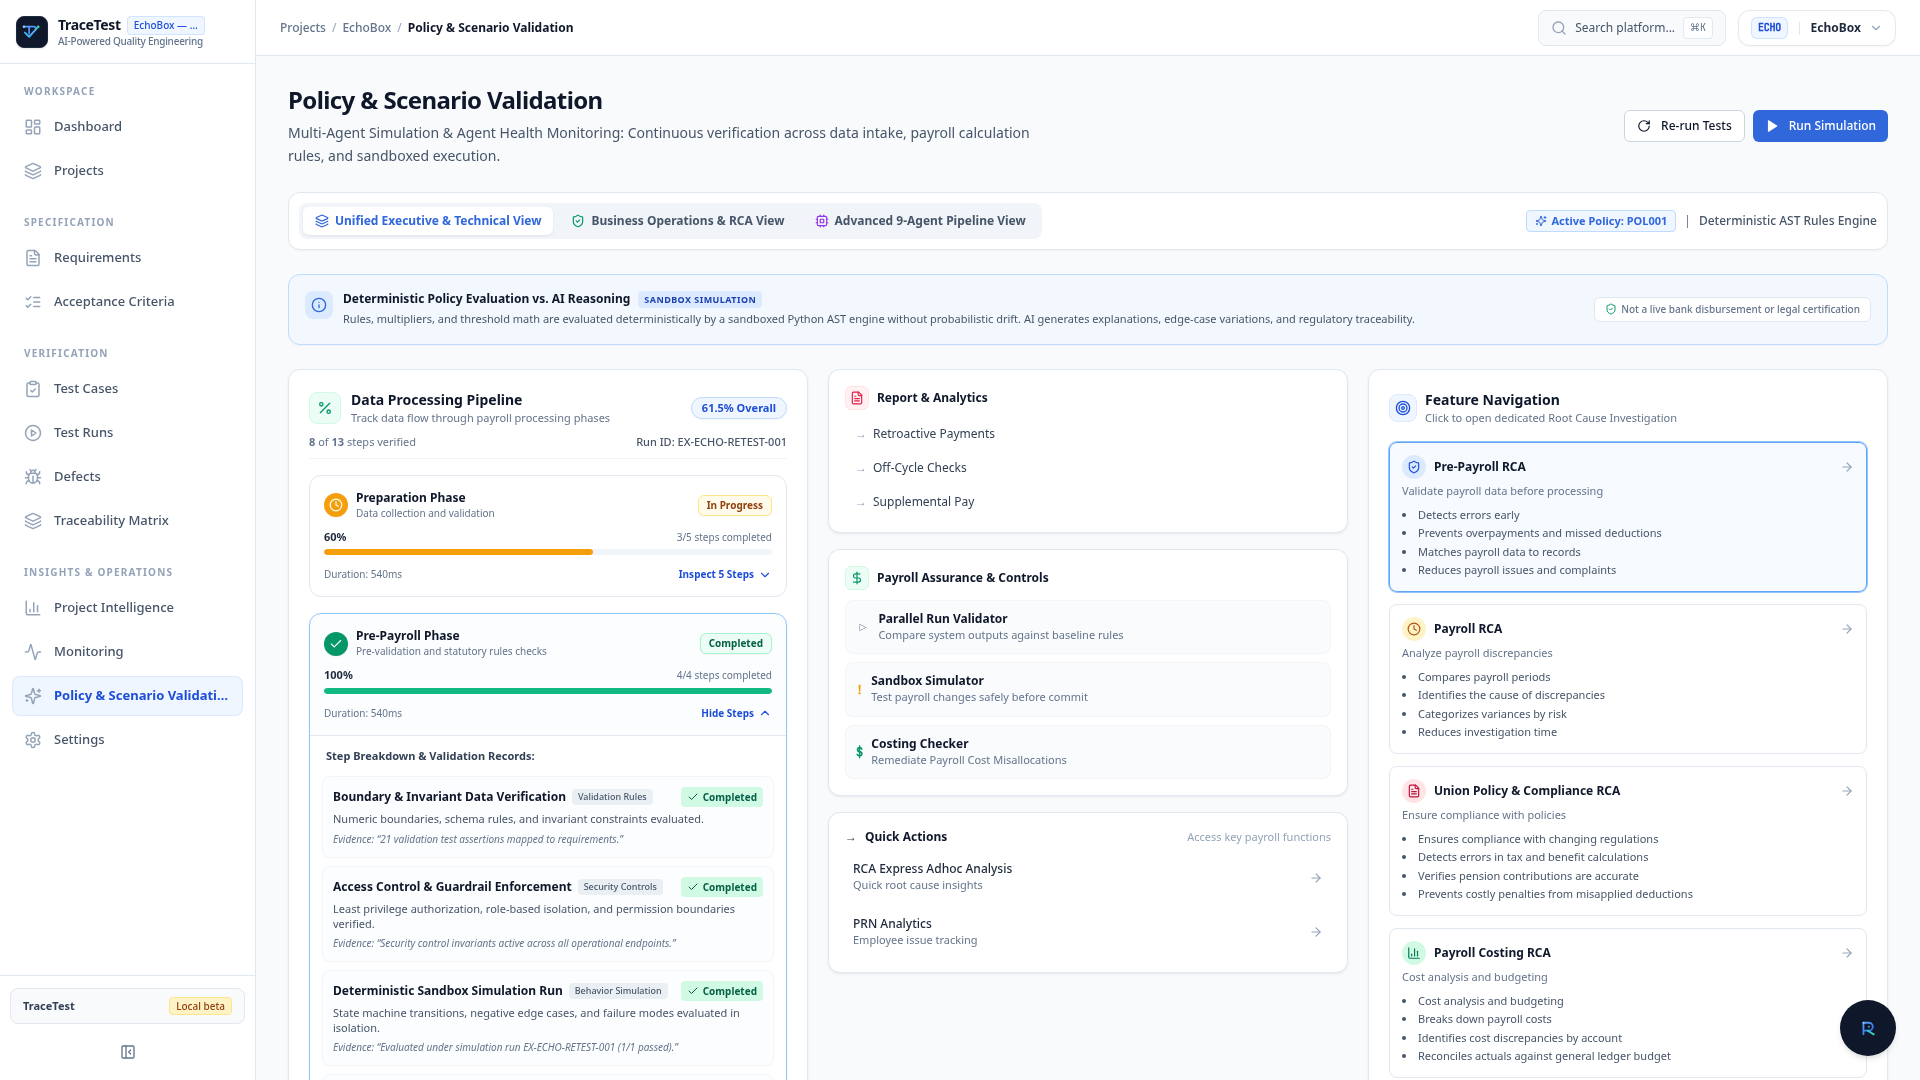 TraceTest
EchoBox — ...
AI-Powered Quality Engineering
WORKSPACE
Dashboard
Projects
SPECIFICATION
Requirements
Acceptance Criteria
VERIFICATION
Test Cases
Test Runs
Defects
Traceability Matrix
INSIGHTS & OPERATIONS
Project Intelligence
Monitoring
Policy & Scenario Validati...
Settings
TraceTest
Local beta
Projects / EchoBox / Policy & Scenario Validation
Search platform...
⌘K
ECHO
EchoBox
Policy & Scenario Validation
Multi-Agent Simulation & Agent Health Monitoring: Continuous verification across data intake, payroll calculation
rules, and sandboxed execution.
Re-run Tests
Run Simulation
Unified Executive & Technical View
Business Operations & RCA View
Advanced 9-Agent Pipeline View
Active Policy: POL001
| Deterministic AST Rules Engine
Deterministic Policy Evaluation vs. AI Reasoning
SANDBOX SIMULATION
Rules, multipliers, and threshold math are evaluated deterministically by a sandboxed Python AST engine without probabilistic drift. AI generates explanations, edge-case variations, and regulatory traceability.
Not a live bank disbursement or legal certification
Data Processing Pipeline
Track data flow through payroll processing phases
61.5% Overall
8 of 13 steps verified
Run ID: EX-ECHO-RETEST-001
Preparation Phase
Data collection and validation
In Progress
60%
3/5 steps completed
Duration: 540ms
Inspect 5 Steps
Pre-Payroll Phase
Pre-validation and statutory rules checks
Completed
100%
4/4 steps completed
Duration: 540ms
Hide Steps
Step Breakdown & Validation Records:
Boundary & Invariant Data Verification
Validation Rules
Completed
Numeric boundaries, schema rules, and invariant constraints evaluated.
Evidence: “21 validation test assertions mapped to requirements.”
Access Control & Guardrail Enforcement
Security Controls
Completed
Least privilege authorization, role-based isolation, and permission boundaries
verified.
Evidence: “Security control invariants active across all operational endpoints.”
Deterministic Sandbox Simulation Run
Behavior Simulation
Completed
State machine transitions, negative edge cases, and failure modes evaluated in
isolation.
Evidence: “Evaluated under simulation run EX-ECHO-RETEST-001 (1/1 passed).”
Report & Analytics
→ Retroactive Payments
→ Off-Cycle Checks
→ Supplemental Pay
Payroll Assurance & Controls
▷ Parallel Run Validator
Compare system outputs against baseline rules
! Sandbox Simulator
Test payroll changes safely before commit
$ Costing Checker
Remediate Payroll Cost Misallocations
→ Quick Actions
Access key payroll functions
RCA Express Adhoc Analysis
Quick root cause insights
PRN Analytics
Employee issue tracking
Feature Navigation
Click to open dedicated Root Cause Investigation
Pre-Payroll RCA
Validate payroll data before processing
• Detects errors early
• Prevents overpayments and missed deductions
• Matches payroll data to records
• Reduces payroll issues and complaints
Payroll RCA
Analyze payroll discrepancies
• Compares payroll periods
• Identifies the cause of discrepancies
• Categorizes variances by risk
• Reduces investigation time
Union Policy & Compliance RCA
Ensure compliance with policies
• Ensures compliance with changing regulations
• Detects errors in tax and benefit calculations
• Verifies pension contributions are accurate
• Prevents costly penalties from misapplied deductions
Payroll Costing RCA
Cost analysis and budgeting
• Cost analysis and budgeting
• Breaks down payroll costs
• Identifies cost discrepancies by account
• Reconciles actuals against general ledger budget